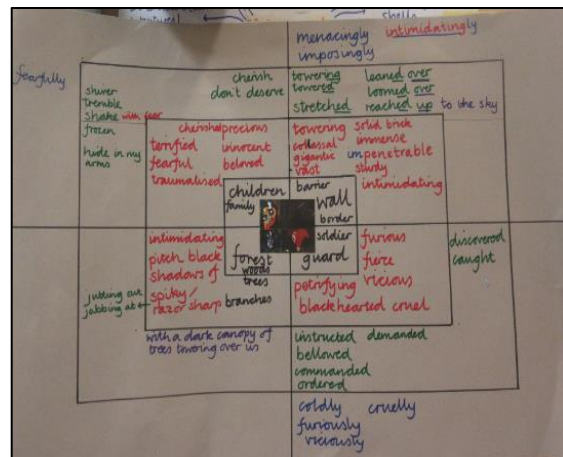 shells
menacingly intimidatingly
imposingly
fearfully
cherish
don't deserve
shiver
tremble
shake with fear
frozen
hide in my
arms
towering leaned over
towered loomed over
stretched reached up to the sky
cherished precious
terrified innocent
fearful beloved
traumatised
towering solid brick
collossal immense
gigantic impenetrable
vast sturdy
intimidating
children
family
barrier
wall
border
soldier
guard
forest
woods
trees
branches
intimidating
pitch black
shadows of
spiky/
razor sharp
jutting out
jabbing at
furious
fierce
vicious
petrifying
blackhearted cruel
discovered
caught
with a dark canopy of
trees towering over us
instructed demanded
bellowed
commanded
ordered
coldly cruelly
furiously
viciously